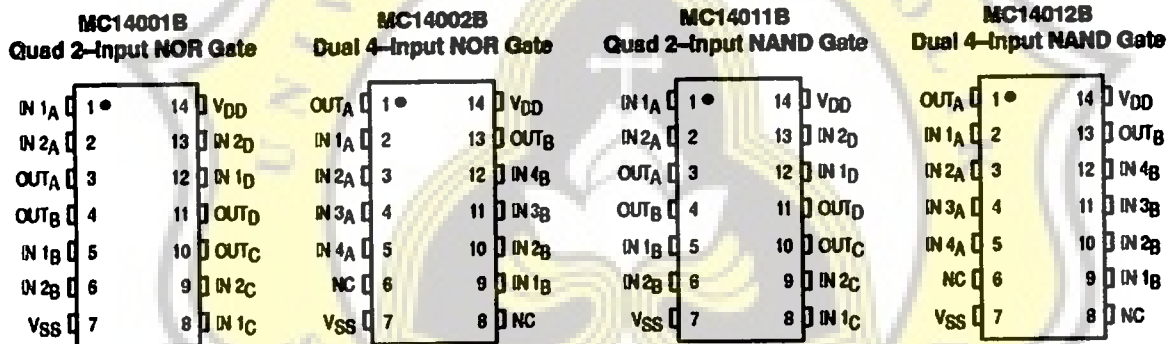 MC14001B
Quad 2–Input NOR Gate
IN 1A 1 14 VDD
IN 2A 2 13 IN 2D
OUTA 3 12 IN 1D
OUTB 4 11 OUTD
IN 1B 5 10 OUTC
IN 2B 6 9 IN 2C
VSS 7 8 IN 1C
MC14002B
Dual 4–Input NOR Gate
OUTA 1 14 VDD
IN 1A 2 13 OUTB
IN 2A 3 12 IN 4B
IN 3A 4 11 IN 3B
IN 4A 5 10 IN 2B
NC 6 9 IN 1B
VSS 7 8 NC
MC14011B
Quad 2–Input NAND Gate
IN 1A 1 14 VDD
IN 2A 2 13 IN 2D
OUTA 3 12 IN 1D
OUTB 4 11 OUTD
IN 1B 5 10 OUTC
IN 2B 6 9 IN 2C
VSS 7 8 IN 1C
MC14012B
Dual 4–Input NAND Gate
OUTA 1 14 VDD
IN 1A 2 13 OUTB
IN 2A 3 12 IN 4B
IN 3A 4 11 IN 3B
IN 4A 5 10 IN 2B
NC 6 9 IN 1B
VSS 7 8 NC